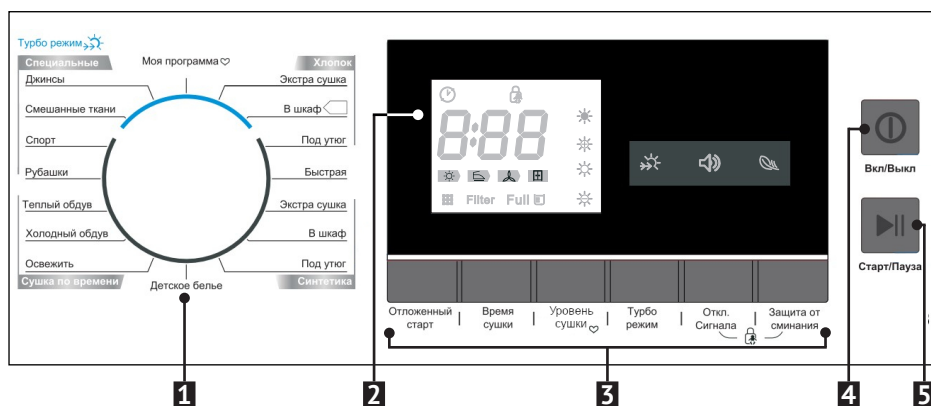 Турбо режим
Специальные
Моя программа
Хлопок
Джинсы
Экстра сушка
Смешанные ткани
В шкаф
Спорт
Под утюг
Рубашки
Быстрая
Теплый обдув
Экстра сушка
Холодный обдув
В шкаф
Освежить
Под утюг
Сушка по времени
Детское белье
Синтетика
8:88
Filter Full
Отложенный
старт
Время
сушки
Уровень
сушки
Турбо
режим
Откл.
Сигнала
Защита от
сминания
Вкл/Выкл
Старт/Пауза
1
2
3
4
5